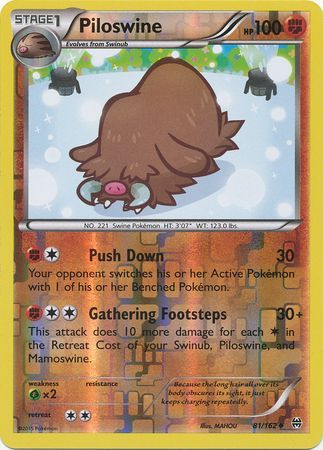 STAGE1
Piloswine
HP100
Evolves from Swinub
NO. 221 Swine Pokémon HT: 3'07" WT: 123.0 lbs.
Push Down 30
Your opponent switches his or her Active Pokémon
with 1 of his or her Benched Pokémon.
Gathering Footsteps 30+
This attack does 10 more damage for each in
the Retreat Cost of your Swinub, Piloswine, and
Mamoswine.
weakness resistance
×2
retreat
Because the long hair all over its
body obscures its sight, it just
keeps charging repeatedly.
©2015 Pokémon
Illus. MAHOU
81/162